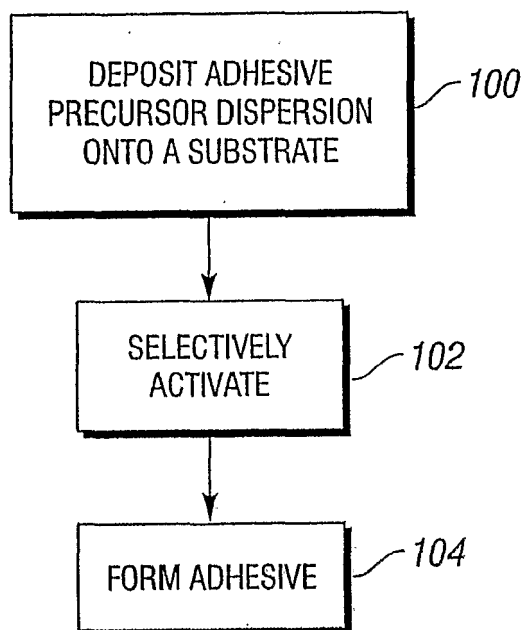 DEPOSIT ADHESIVE
PRECURSOR DISPERSION
ONTO A SUBSTRATE
100
SELECTIVELY
ACTIVATE
102
FORM ADHESIVE
104